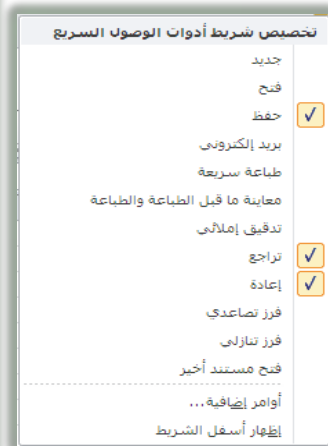 تخصيص شريط أدوات الوصول السريع
جديد
فتح
حفظ
بريد إلكتروني
طباعة سريعة
معاينة ما قبل الطباعة والطباعة
تدقيق إملائي
تراجع
إعادة
فرز تصاعدي
فرز تنازلي
فتح مستند أخير
أوامر إضافية...
إظهار أسفل الشريط